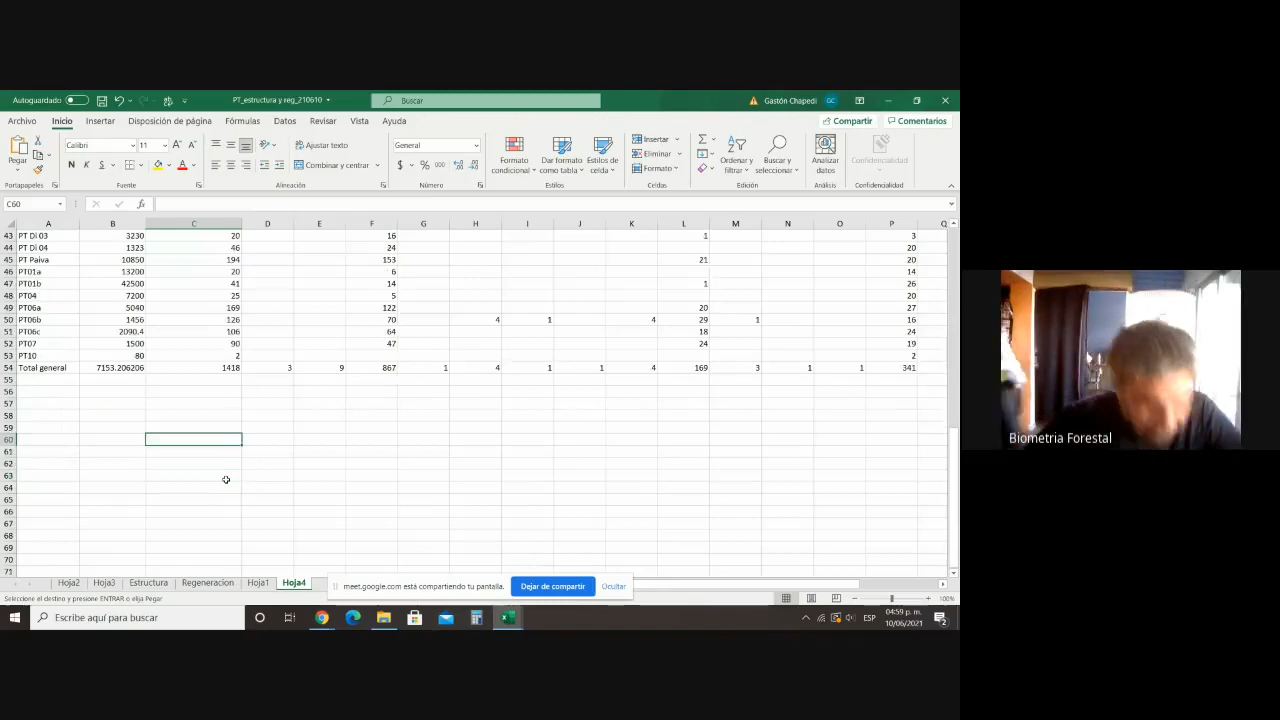 Autoguardado PT_estructura y reg_210610 Buscar Gastón Chapedi GC
Archivo Inicio Insertar Disposición de página Fórmulas Datos Revisar Vista Ayuda Compartir Comentarios
Pegar Calibri 11 Ajustar texto General Formato condicional Dar formato como tabla Estilos de celda Insertar Ordenar y filtrar Buscar y seleccionar Analizar datos Confidencialidad
N K S Combinar y centrar $ % 000 Eliminar
Formato
Portapapeles Fuente Alineación Número Estilos Celdas Edición Análisis Confidencialidad
C60 fx
A B C D E F G H I J K L M N O P Q
43 PT Di 03 3230 20 16 1 3
44 PT Di 04 1323 46 24 20
45 PT Paiva 10850 194 153 21 20
46 PT01a 13200 20 6 14
47 PT01b 42500 41 14 1 26
48 PT04 7200 25 5 20
49 PT06a 5040 169 122 20 27
50 PT06b 1456 126 70 4 1 4 29 1 16
51 PT06c 2090.4 106 64 18 24
52 PT07 1500 90 47 24 19
53 PT10 80 2 2
54 Total general 7153.206206 1418 3 9 867 1 4 1 1 4 169 3 1 1 341
55
56
57
58
59
60
61
62
63
64
65
66
67
68
69
70
71
Hoja2 Hoja3 Estructura Regeneracion Hoja1 Hoja4
meet.google.com está compartiendo tu pantalla. Dejar de compartir Ocultar
Seleccione el destino y presione ENTRAR o elija Pegar 100%
Escribe aquí para buscar ESP 04:59 p. m.
10/06/2021 2
Biometria Forestal